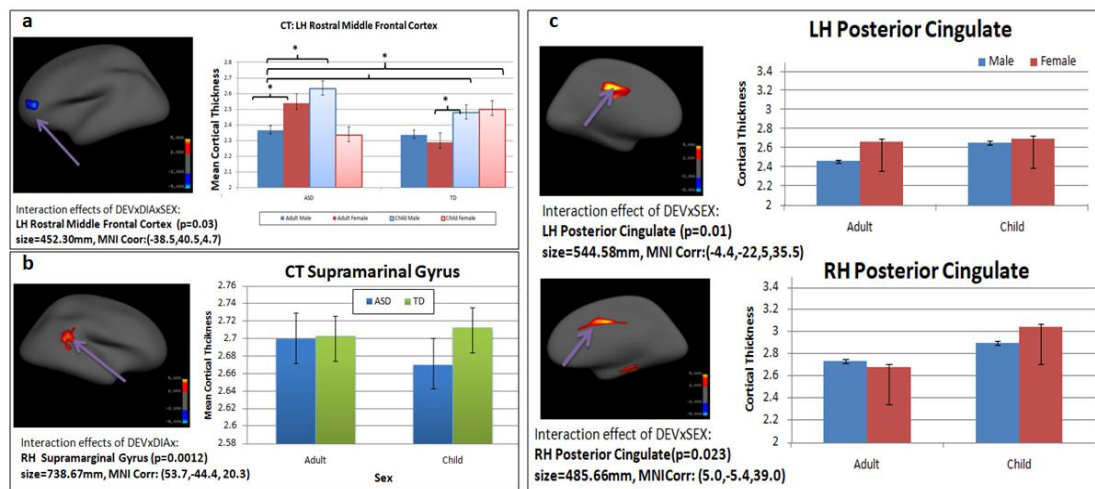 a
CT: LH Rostral Middle Frontal Cortex
Mean Cortical Thickness
2.8
2.7
2.6
2.5
2.4
2.3
2.2
2.1
2
*
*
*
*
*
ASD
TD
Adult Male
Adult Female
Child Male
Child Female
Interaction effects of DEVxDIAxSEX:
LH Rostral Middle Frontal Cortex (p=0.03)
size=452.30mm, MNI Coor:(-38.5,40.5,4.7)
b
CT Supramarinal Gyrus
Mean Cortical Thickness
2.76
2.74
2.72
2.7
2.68
2.66
2.64
2.62
2.6
2.58
ASD
TD
Adult
Child
Sex
Interaction effects of DEVxDIAx:
RH Supramarginal Gyrus (p=0.0012)
size=738.67mm, MNI Corr: (53.7,-44.4, 20.3)
c
LH Posterior Cingulate
Male
Female
Cortical Thickness
3.4
3.2
3
2.8
2.6
2.4
2.2
2
Adult
Child
Interaction effect of DEVxSEX:
LH Posterior Cingulate (p=0.01)
size=544.58mm, MNI Corr:(-4.4,-22,5,35.5)
RH Posterior Cingulate
Cortical Thickness
3.4
3.2
3
2.8
2.6
2.4
2.2
2
Adult
Child
Interaction effect of DEVxSEX:
RH Posterior Cingulate(p=0.023)
size=485.66mm, MNICorr: (5.0,-5.4,39.0)